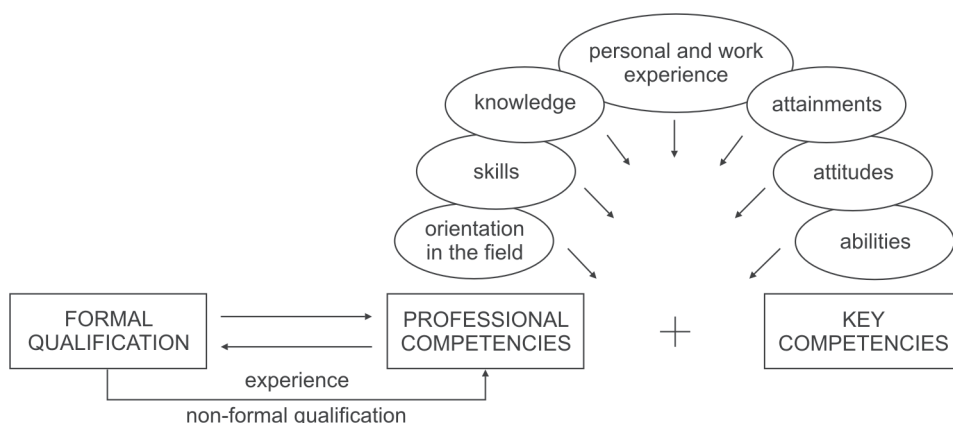 personal and work
experience
knowledge
attainments
skills
attitudes
orientation
in the field
abilities
FORMAL
QUALIFICATION
PROFESSIONAL
COMPETENCIES
+
KEY
COMPETENCIES
experience
non-formal qualification